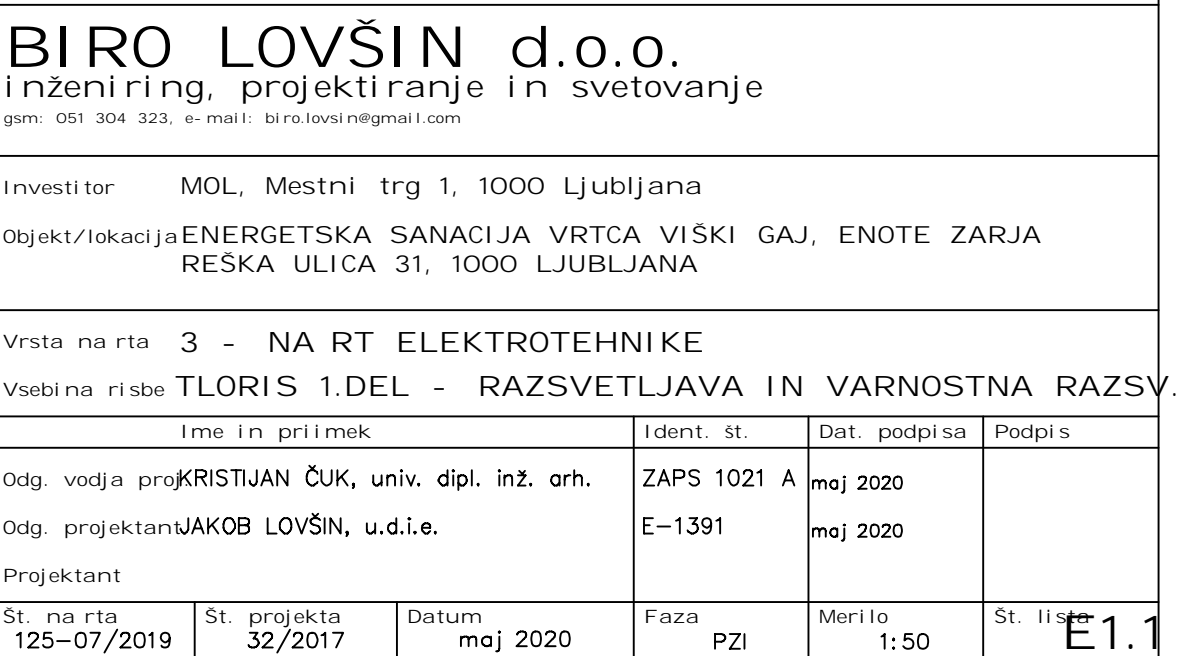 BIRO LOVŠIN d.o.o.
inženiring, projektiranje in svetovanje
gsm: 051 304 323, e-mail: biro.lovsin@gmail.com
Investitor MOL, Mestni trg 1, 1000 Ljubljana
Objekt/lokacija ENERGETSKA SANACIJA VRTCA VIŠKI GAJ, ENOTE ZARJA
REŠKA ULICA 31, 1000 LJUBLJANA
Vrsta na rta 3 - NA RT ELEKTROTEHNIKE
Vsebina risbe TLORIS 1.DEL - RAZSVETLJAVA IN VARNOSTNA RAZSV.
Ime in priimek Ident. št. Dat. podpisa Podpis
Odg. vodja proj KRISTIJAN ČUK, univ. dipl. inž. arh. ZAPS 1021 A maj 2020
Odg. projektant JAKOB LOVŠIN, u.d.i.e. E-1391 maj 2020
Projektant
Št. na rta Št. projekta Datum Faza Merilo Št. lista
125-07/2019 32/2017 maj 2020 PZI 1:50 E1.1